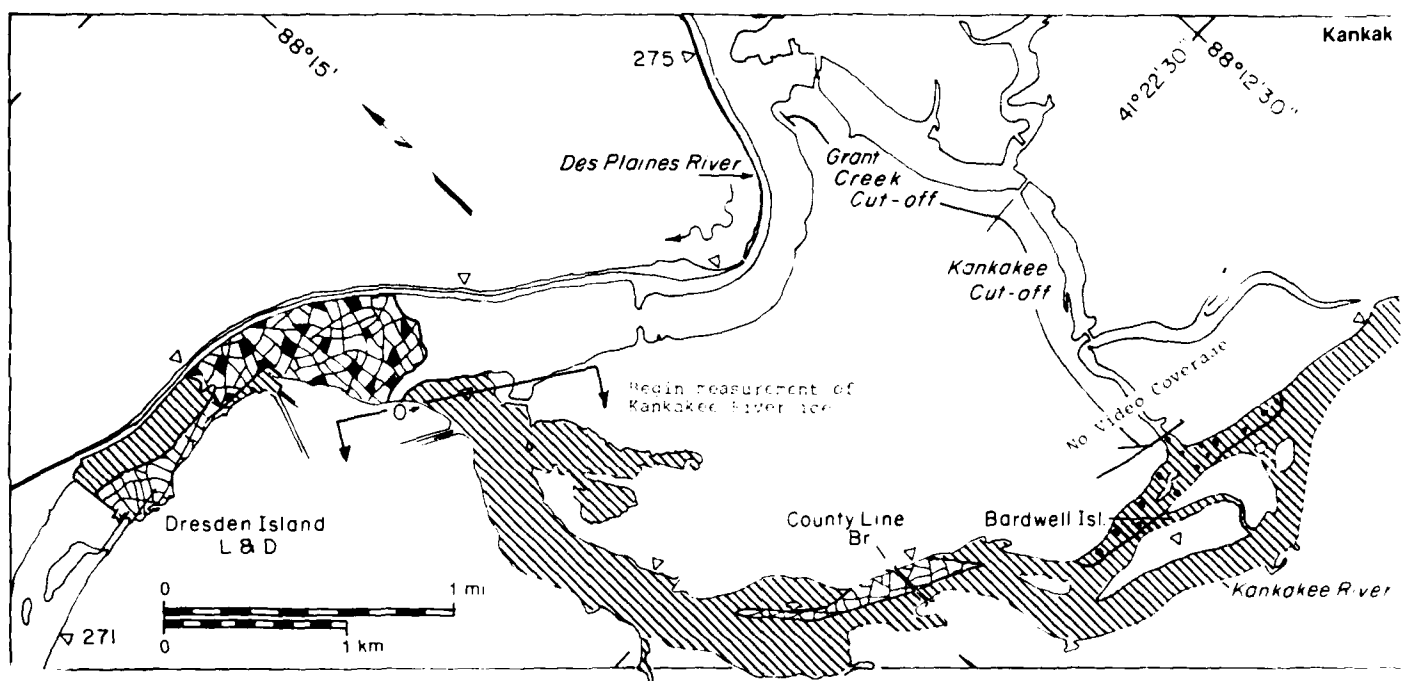 Kankak
88°15'
275
41°22'30"
88°12'30"
Des Plaines River
Grant
Creek
Cut-off
Kankakee
Cut-off
Begin measurement of
Kankakee River ice
0
No Video Coverage
Dresden Island
L & D
County Line
Br
Bardwell Isl.
Kankakee River
0 1 mi
0 1 km
271